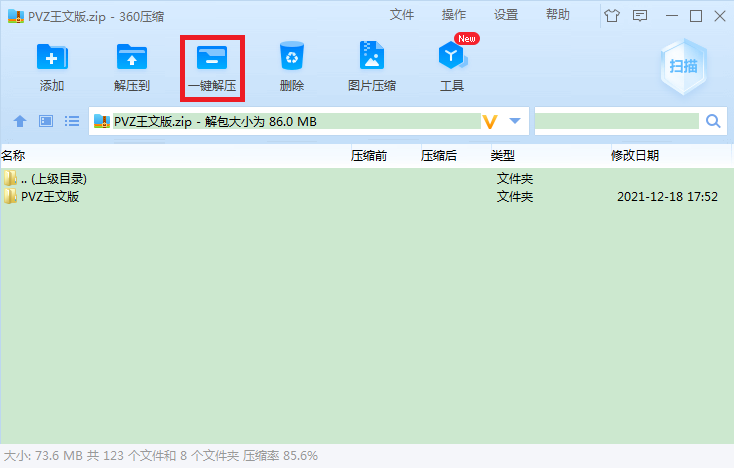 PVZ王文版.zip - 360压缩 文件 操作 设置 帮助
New
添加 解压到 一键解压 删除 图片压缩 工具 扫描
PVZ王文版.zip - 解包大小为 86.0 MB
名称 压缩前 压缩后 类型 修改日期
.. (上级目录) 文件夹
PVZ王文版 文件夹 2021-12-18 17:52
大小: 73.6 MB 共 123 个文件和 8 个文件夹 压缩率 85.6%